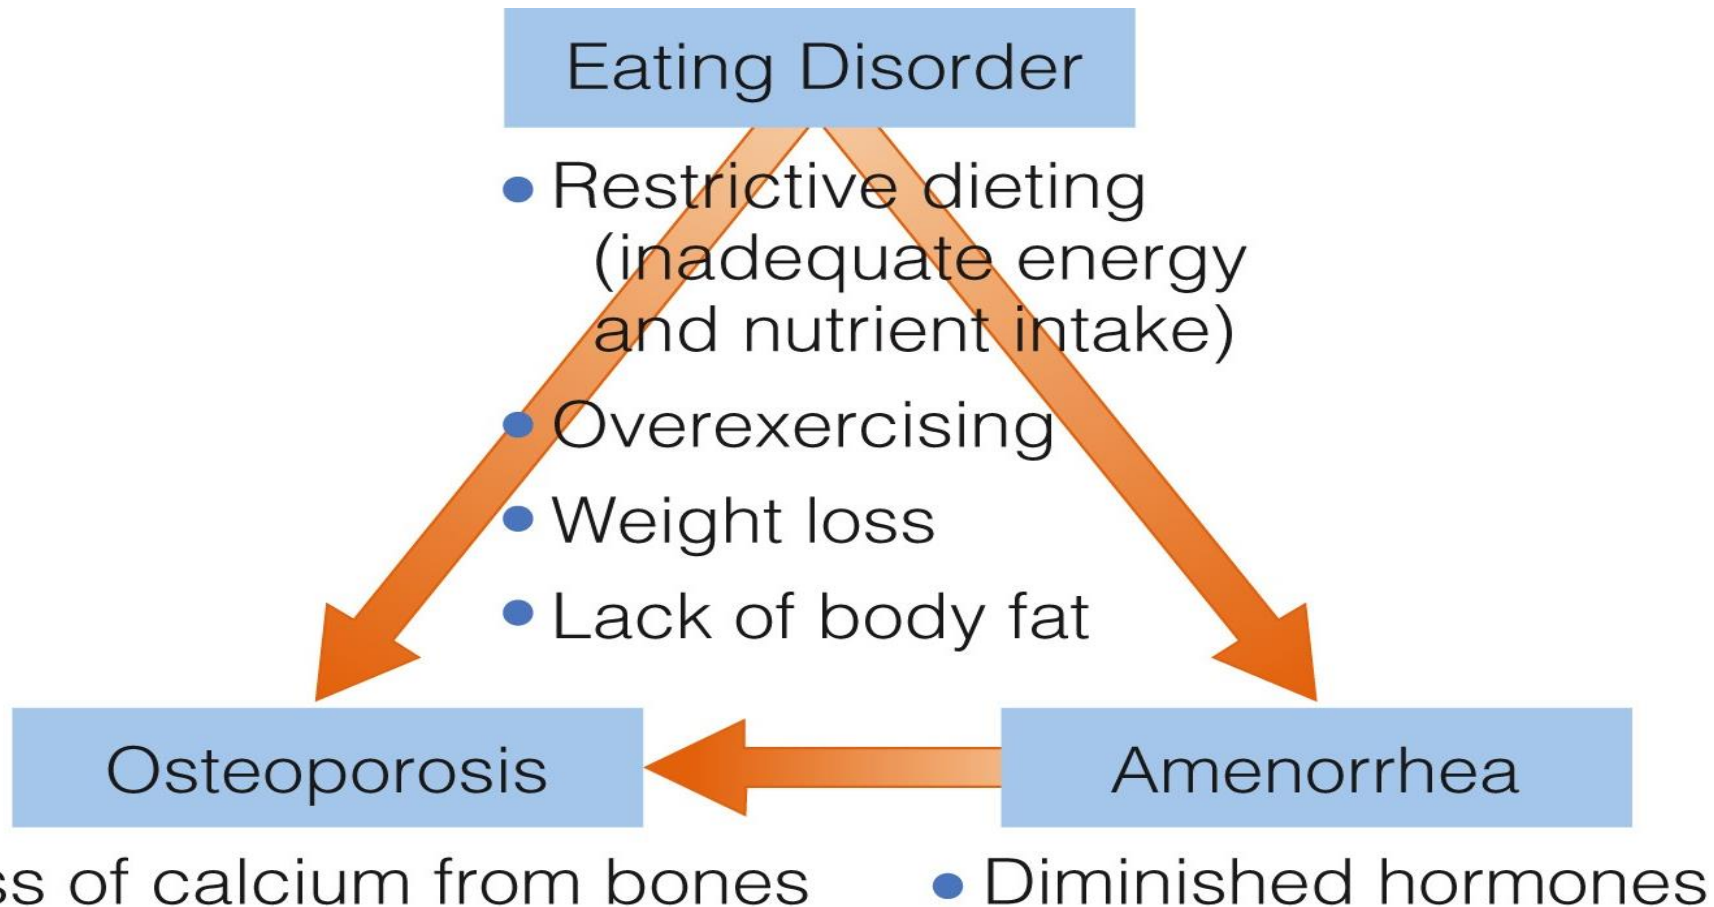 Eating Disorder
• Restrictive dieting
(inadequate energy
and nutrient intake)
• Overexercising
• Weight loss
• Lack of body fat
Osteoporosis
Amenorrhea
of calcium from bones
• Diminished hormones